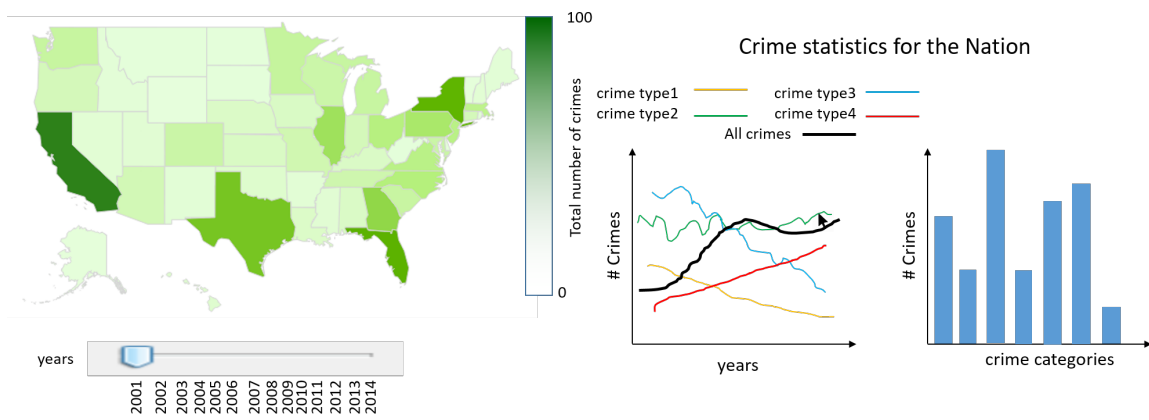 100
Total number of crimes
0
years
2001
2002
2003
2004
2005
2006
2007
2008
2009
2010
2011
2012
2013
2014
Crime statistics for the Nation
crime type1
crime type3
crime type2
crime type4
All crimes
# Crimes
years
# Crimes
crime categories